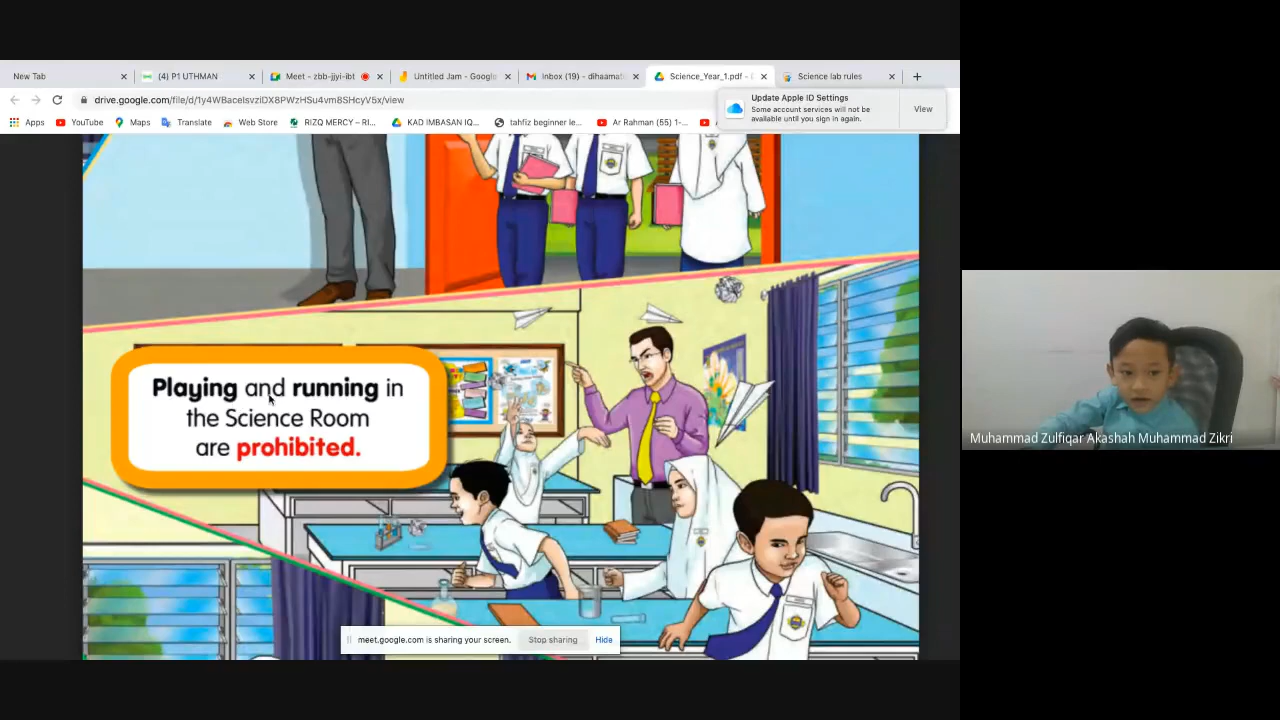 New Tab
(4) P1 UTHMAN
Meet - zbb-jjyi-ibt
Untitled Jam - Google
Inbox (19) - dihaamat
Science_Year_1.pdf -
Science lab rules
drive.google.com/file/d/1y4WBacelsvziDX8PWzHSu4vm8SHcyV5x/view
Update Apple ID Settings
Some account services will not be
available until you sign in again.
View
Apps
YouTube
Maps
Translate
Web Store
RIZQ MERCY – RI...
KAD IMBASAN IQ...
tahfiz beginner le...
Ar Rahman (55) 1-...
Playing and running in
the Science Room
are prohibited.
meet.google.com is sharing your screen.
Stop sharing
Hide
Muhammad Zulfiqar Akashah Muhammad Zikri